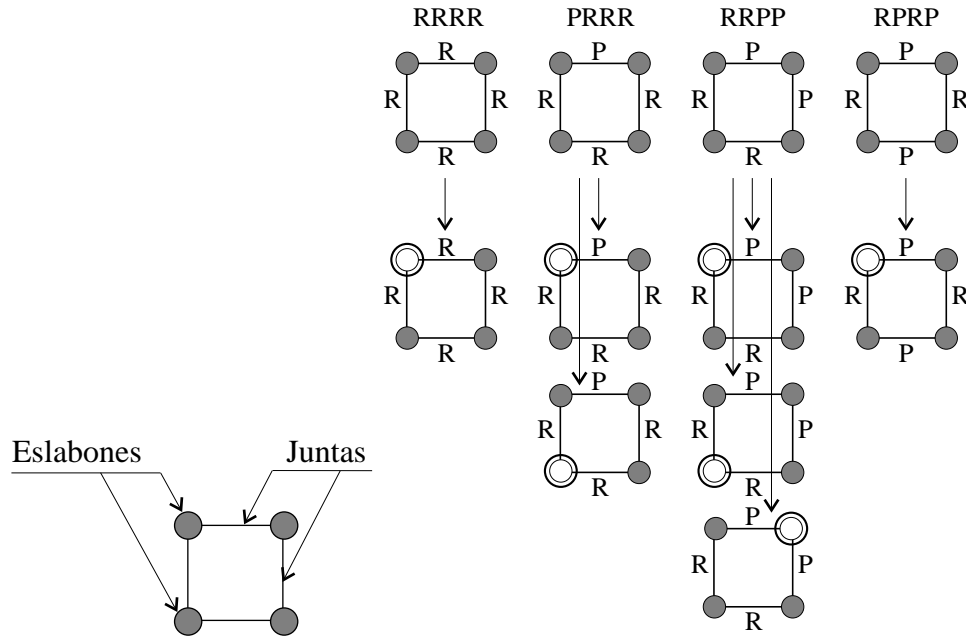 RRRR PRRR RRPP RPRP
R P P P
R R R R R P R R
R R R P
R P P P
R R R R R P R R
R R R P
P P
R R R P
R R
Eslabones Juntas
P
R P
R